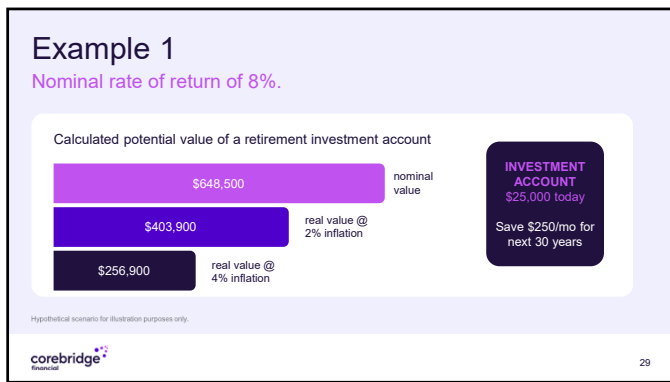 Example 1
Nominal rate of return of 8%.
Calculated potential value of a retirement investment account
$648,500
nominal
value
$403,900
real value @
2% inflation
$256,900
real value @
4% inflation
INVESTMENT
ACCOUNT
$25,000 today
Save $250/mo for
next 30 years
Hypothetical scenario for illustration purposes only.
corebridge
financial
29